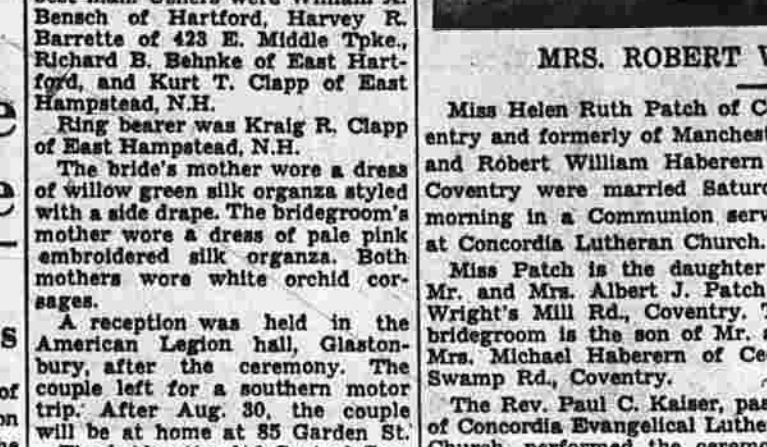 Bensch of Hartford, Harvey R.
Barrette of 423 E. Middle Tpke.,
Richard B. Behnke of East Hart-
ford, and Kurt T. Clapp of East
Hampstead, N.H.
Ring bearer was Kraig R. Clapp
of East Hampstead, N.H.
The bride's mother wore a dress
of willow green silk organza styled
with a side drape. The bridegroom's
mother wore a dress of pale pink
embroidered silk organza. Both
mothers wore white orchid cor-
sages.
A reception was held in the
American Legion hall, Glaston-
bury, after the ceremony. The
couple left for a southern motor
trip. After Aug. 30, the couple
will be at home at 85 Garden St.
MRS. ROBERT
Miss Helen Ruth Patch of C
entry and formerly of Manchest
and Robert William Haberern
Coventry were married Satur
morning in a Communion serv
at Concordia Lutheran Church.
Miss Patch is the daughter
Mr. and Mrs. Albert J. Patch
Wright's Mill Rd., Coventry.
bridegroom is the son of Mr.
Mrs. Michael Haberern of Ce
Swamp Rd., Coventry.
The Rev. Paul C. Kaiser, pas
of Concordia Evangelical Luthe
Church, performed the